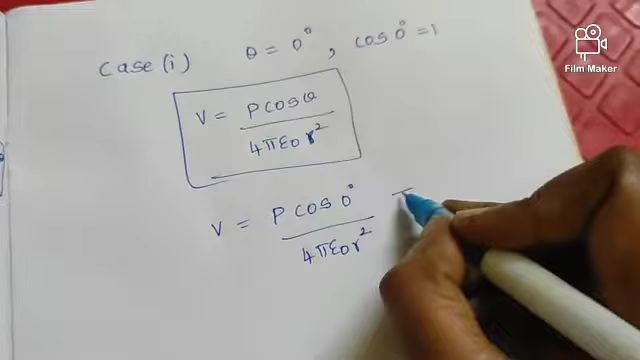 Case (i) θ = 0°, cos 0° = 1
V = P cos θ / 4πε0 r²
V = P cos 0° / 4πε0 r²
Film Maker